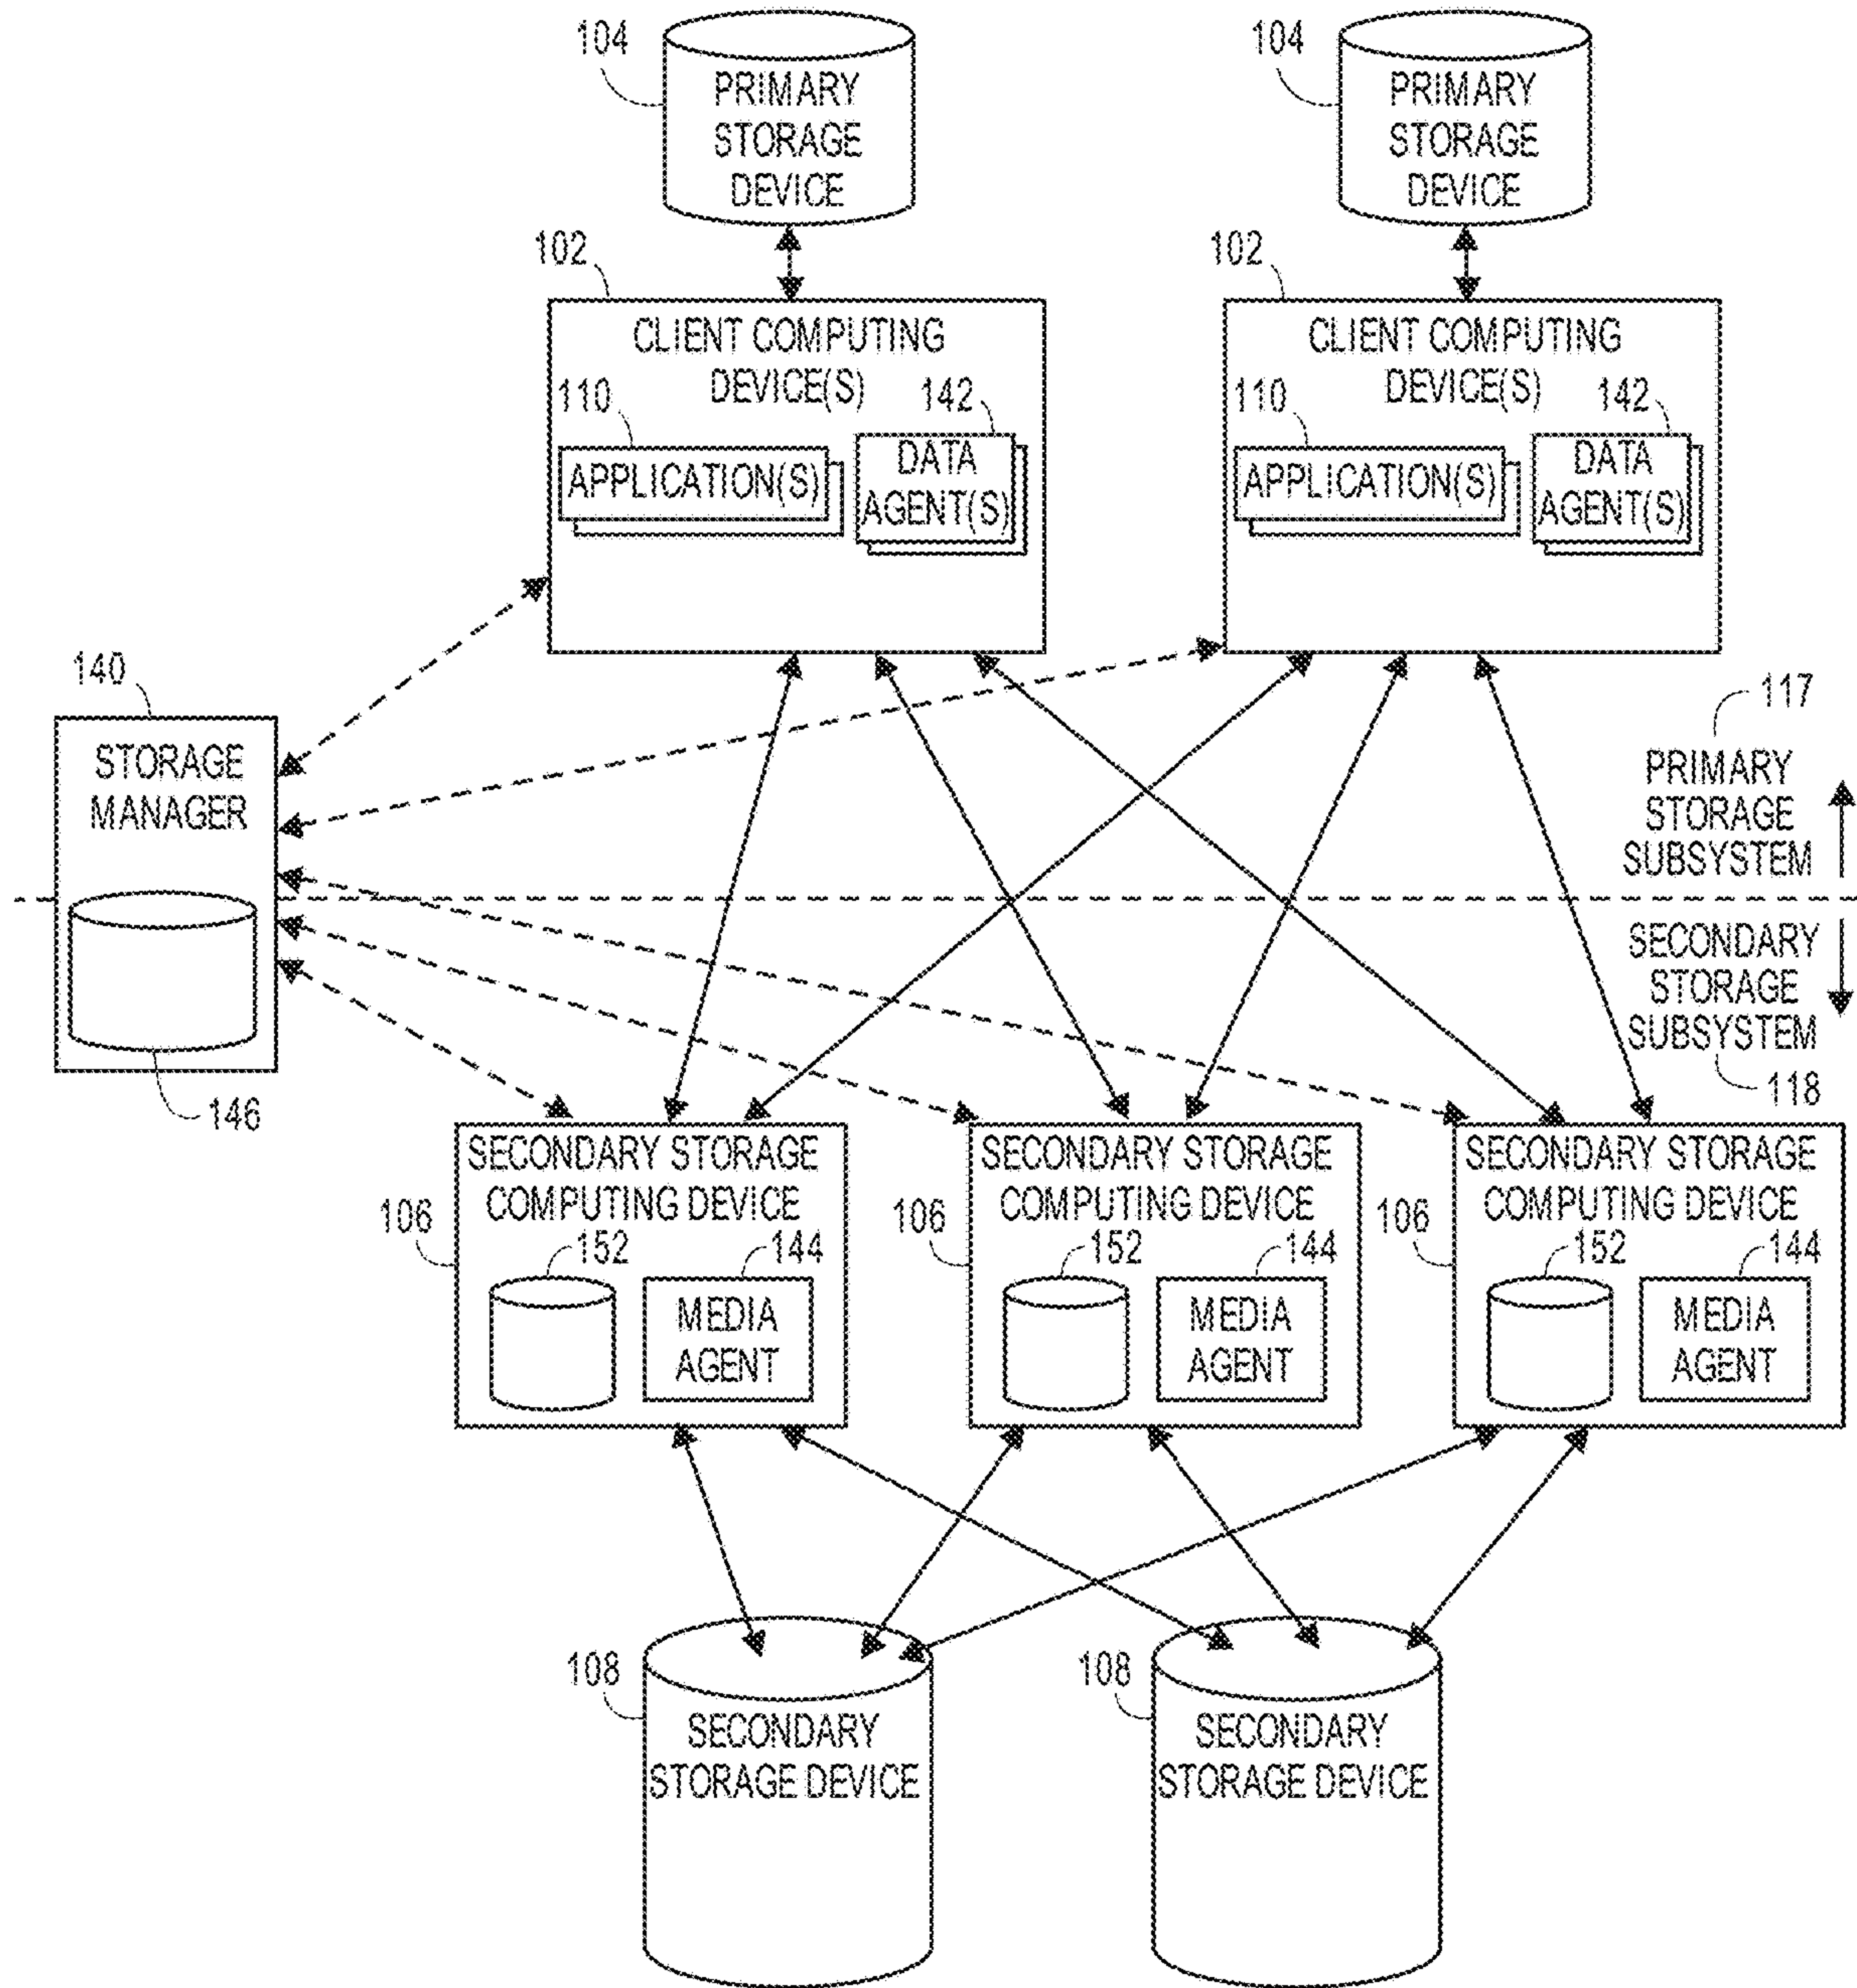 104
PRIMARY
STORAGE
DEVICE
104
PRIMARY
STORAGE
DEVICE
102
CLIENT COMPUTING
DEVICE(S)
110
142
APPLICATION(S)
DATA
AGENT(S)
102
CLIENT COMPUTING
DEVICE(S)
110
142
APPLICATION(S)
DATA
AGENT(S)
140
STORAGE
MANAGER
146
117
PRIMARY
STORAGE
SUBSYSTEM
SECONDARY
STORAGE
SUBSYSTEM
118
106
SECONDARY STORAGE
COMPUTING DEVICE
152
144
MEDIA
AGENT
106
SECONDARY STORAGE
COMPUTING DEVICE
152
144
MEDIA
AGENT
106
SECONDARY STORAGE
COMPUTING DEVICE
152
144
MEDIA
AGENT
108
SECONDARY
STORAGE DEVICE
108
SECONDARY
STORAGE DEVICE